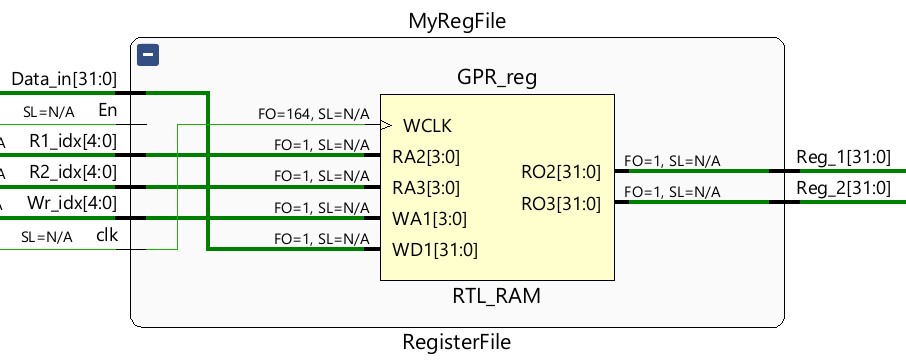 MyRegFile
GPR_reg
Data_in[31:0]
SL=N/A
En
R1_idx[4:0]
R2_idx[4:0]
Wr_idx[4:0]
SL=N/A
clk
FO=164, SL=N/A
WCLK
FO=1, SL=N/A
RA2[3:0]
FO=1, SL=N/A
RA3[3:0]
FO=1, SL=N/A
WA1[3:0]
FO=1, SL=N/A
WD1[31:0]
RO2[31:0]
FO=1, SL=N/A
Reg_1[31:0]
RO3[31:0]
FO=1, SL=N/A
Reg_2[31:0]
RTL_RAM
RegisterFile